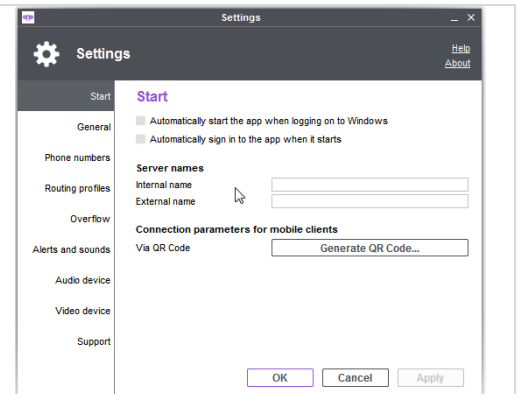 Settings
Settings
Help
About
Start
General
Phone numbers
Routing profiles
Overflow
Alerts and sounds
Audio device
Video device
Support
Start
Automatically start the app when logging on to Windows
Automatically sign in to the app when it starts
Server names
Internal name
External name
Connection parameters for mobile clients
Via QR Code
Generate QR Code...
OK
Cancel
Apply